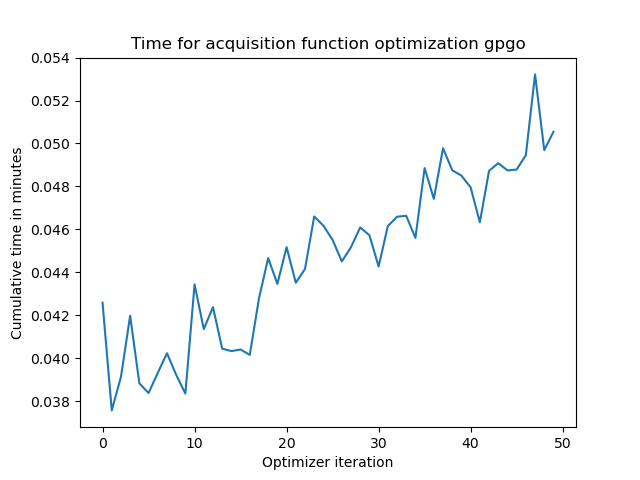 Time for acquisition function optimization gpgo
0.054
0.052
0.050
0.048
0.046
0.044
0.042
0.040
0.038
Cumulative time in minutes
0 10 20 30 40 50
Optimizer iteration